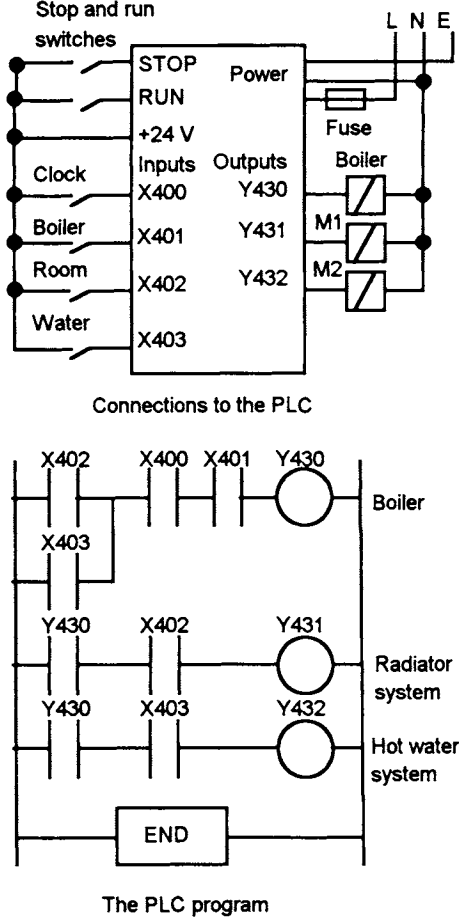 Stop and run
switches
L N E
STOP
Power
RUN
Fuse
+24 V
Inputs Outputs Boiler
Clock
X400 Y430
Boiler
X401 Y431 M1
Room
X402 Y432 M2
Water
X403
Connections to the PLC
X402 X400 X401 Y430
Boiler
X403
Y430 X402 Y431
Radiator
system
Y430 X403 Y432
Hot water
system
END
The PLC program